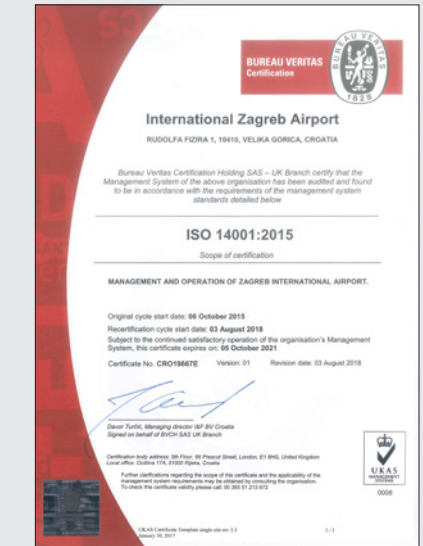 BUREAU VERITAS
Certification
BUREAU VERITAS
1828
International Zagreb Airport
RUDOLFA FIZIRA 1, 10410, VELIKA GORICA, CROATIA
Bureau Veritas Certification Holding SAS – UK Branch certify that the
Management System of the above organisation has been audited and found
to be in accordance with the requirements of the management system
standards detailed below
ISO 14001:2015
Scope of certification
MANAGEMENT AND OPERATION OF ZAGREB INTERNATIONAL AIRPORT.
Original cycle start date: 06 October 2015
Recertification cycle start date: 03 August 2018
Subject to the continued satisfactory operation of the organisation's Management
System, this certificate expires on: 05 October 2021
Certificate No. CRO19667E Version: 01 Revision date: 03 August 2018
Davor Turbić, Managing director I&F BV Croatia
Signed on behalf of BVCH SAS UK Branch
Certification body address: 5th Floor, 66 Prescot Street, London, E1 8HG, United Kingdom
Local office: 17A, 51000 Rijeka, Croatia
Further clarifications regarding the scope of this certificate and the applicability of the
management system requirements may be obtained by consulting the organisation.
To check this certificate validity please call: 00 385 51 213 672
UKAS
MANAGEMENT
SYSTEMS
0008
UKAS Certificate Template single site rev 3.3 1/1
January 30, 2017